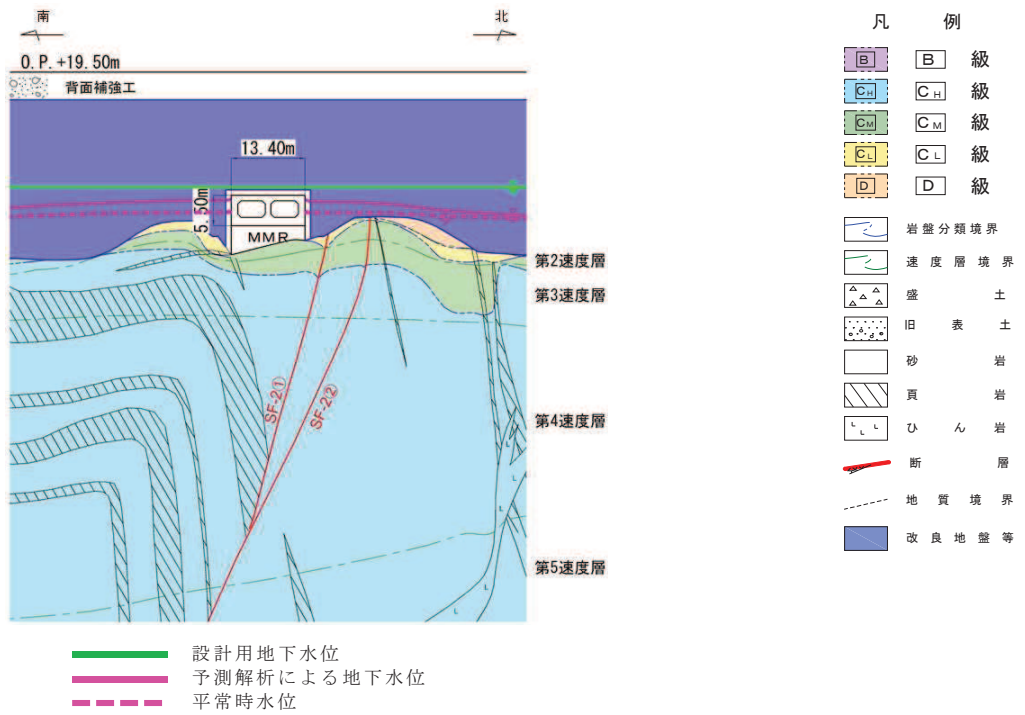 南 北
O.P.+19.50m
背面補強工
13.40m
5.50m
MMR
第2速度層
第3速度層
SF-2①
SF-2②
第4速度層
第5速度層
L
L
L
L
L
設計用地下水位
予測解析による地下水位
平常時水位
凡 例
B B 級
CH CH 級
CM CM 級
CL CL 級
D D 級
岩盤分類境界
速度層境界
盛土
旧表土
砂岩
頁岩
ひん岩
断層
地質境界
改良地盤等